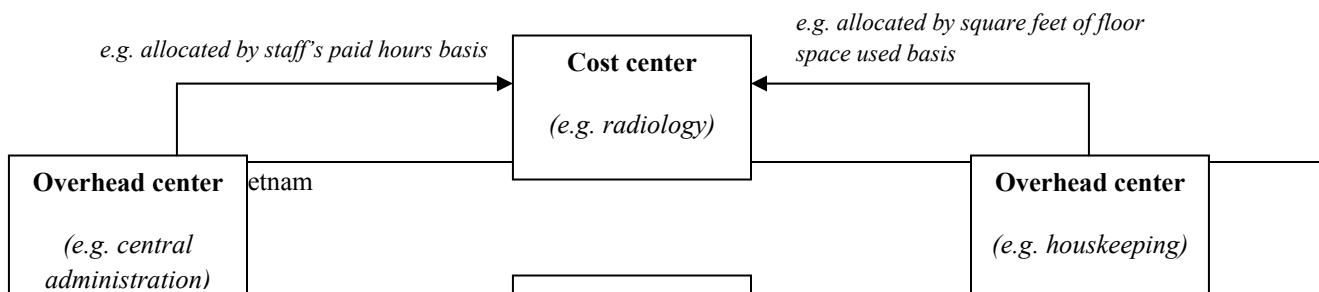 e.g. allocated by staff’s paid hours basis
e.g. allocated by square feet of floor
space used basis
Cost center
(e.g. radiology)
Overhead center
(e.g. central
administration)
etnam
Overhead center
(e.g. houskeeping)